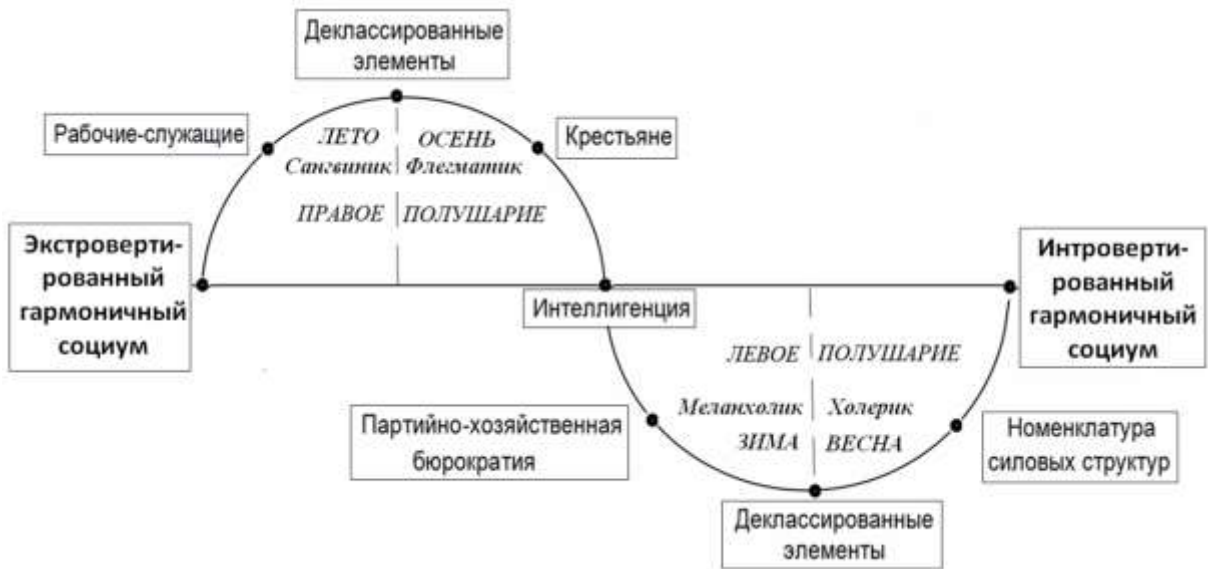 Деклассированные
элементы
Рабочие-служащие
ЛЕТО
ОСЕНЬ
Крестьяне
Сангвиник
Флегматик
ПРАВОЕ
ПОЛУШАРИЕ
Экстроверти-
рованный
гармоничный
социум
Интроверти-
рованный
гармоничный
социум
Интеллигенция
ЛЕВОЕ
ПОЛУШАРИЕ
Меланхолик
Холерик
Партийно-хозяйственная
бюрократия
ЗИМА
ВЕСНА
Номенклатура
силовых структур
Деклассированные
элементы